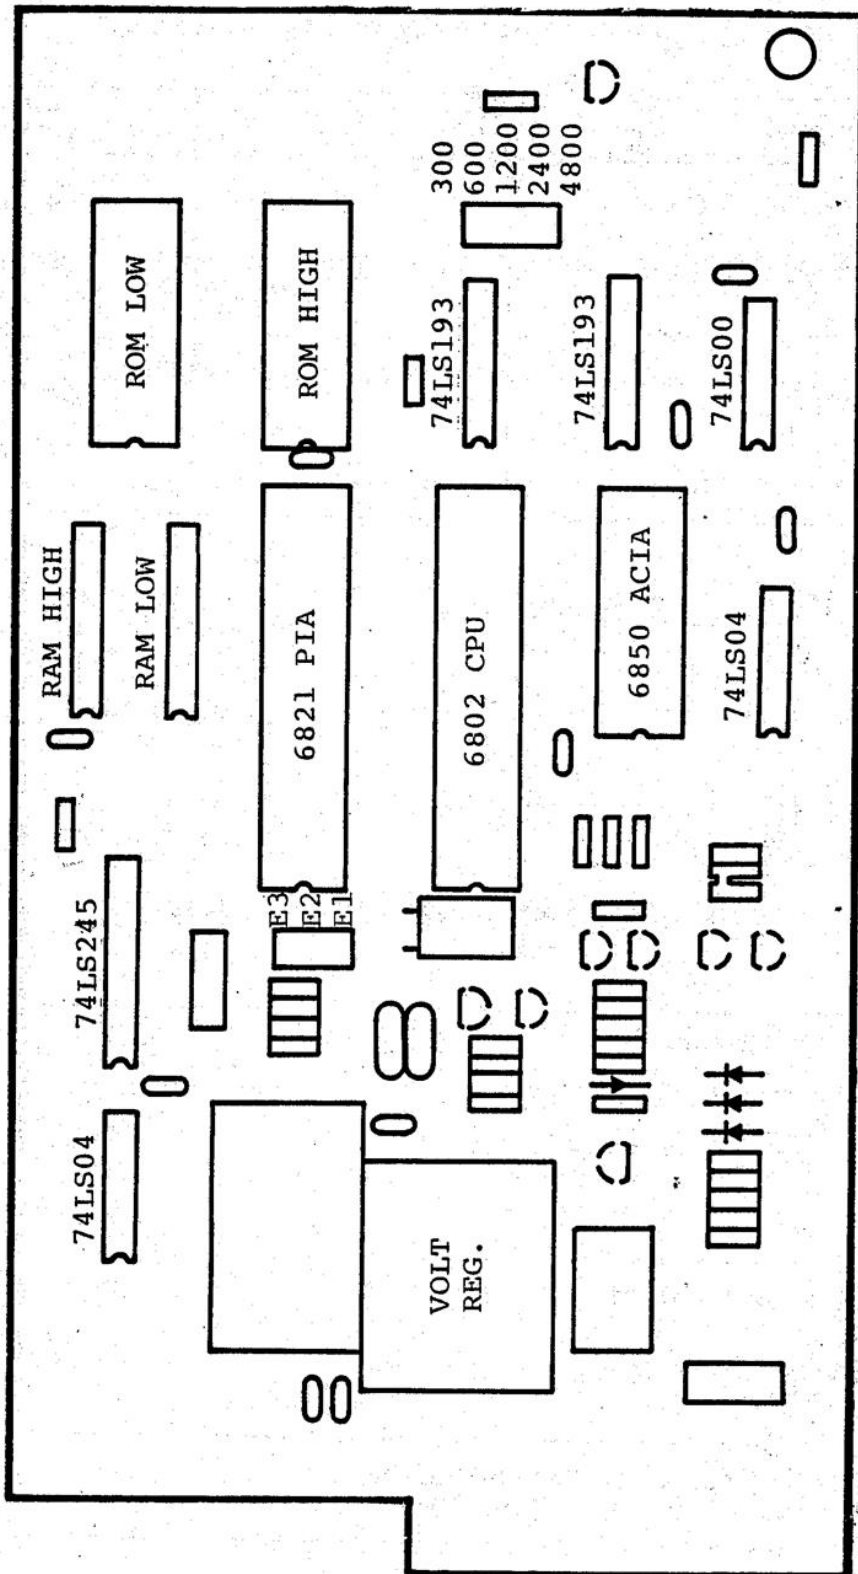 300
600
1200
2400
4800
ROM LOW
ROM HIGH
74LS193
74LS193
74LS00
RAM HIGH
RAM LOW
6821 PIA
6802 CPU
6850 ACIA
74LS04
E3
E2
E1
74LS245
74LS04
VOLT
REG.